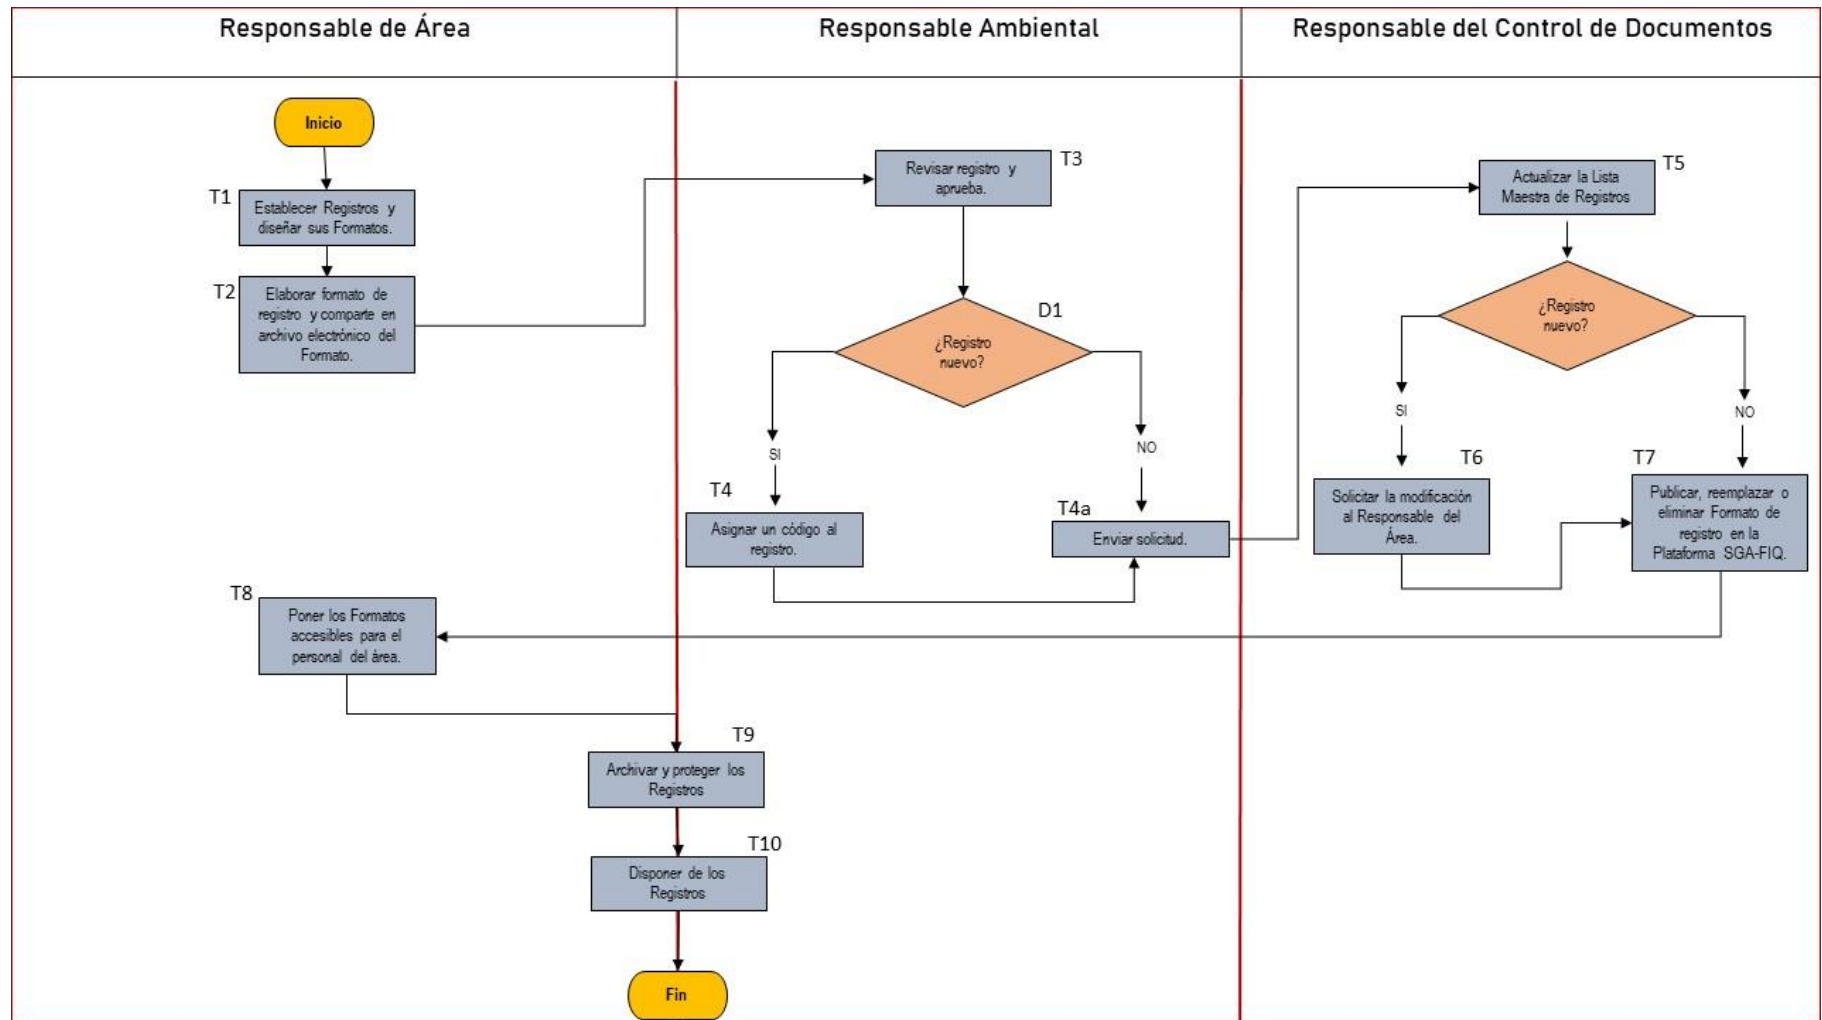 Responsable de Área
Responsable Ambiental
Responsable del Control de Documentos
Inicio
T1
Establecer Registros y
diseñar sus Formatos.
T2
Elaborar formato de
registro y comparte en
archivo electrónico del
Formato.
T3
Revisar registro y
aprueba.
D1
¿Registro
nuevo?
SI
NO
T4
Asignar un código al
registro.
T4a
Enviar solicitud.
T5
Actualizar la Lista
Maestra de Registros
¿Registro
nuevo?
SI
NO
T6
Solicitar la modificación
al Responsable del
Área.
T7
Publicar, reemplazar o
eliminar Formato de
registro en la
Plataforma SGA-FIQ.
T8
Poner los Formatos
accesibles para el
personal del área.
T9
Archivar y proteger los
Registros
T10
Disponer de los
Registros
Fin